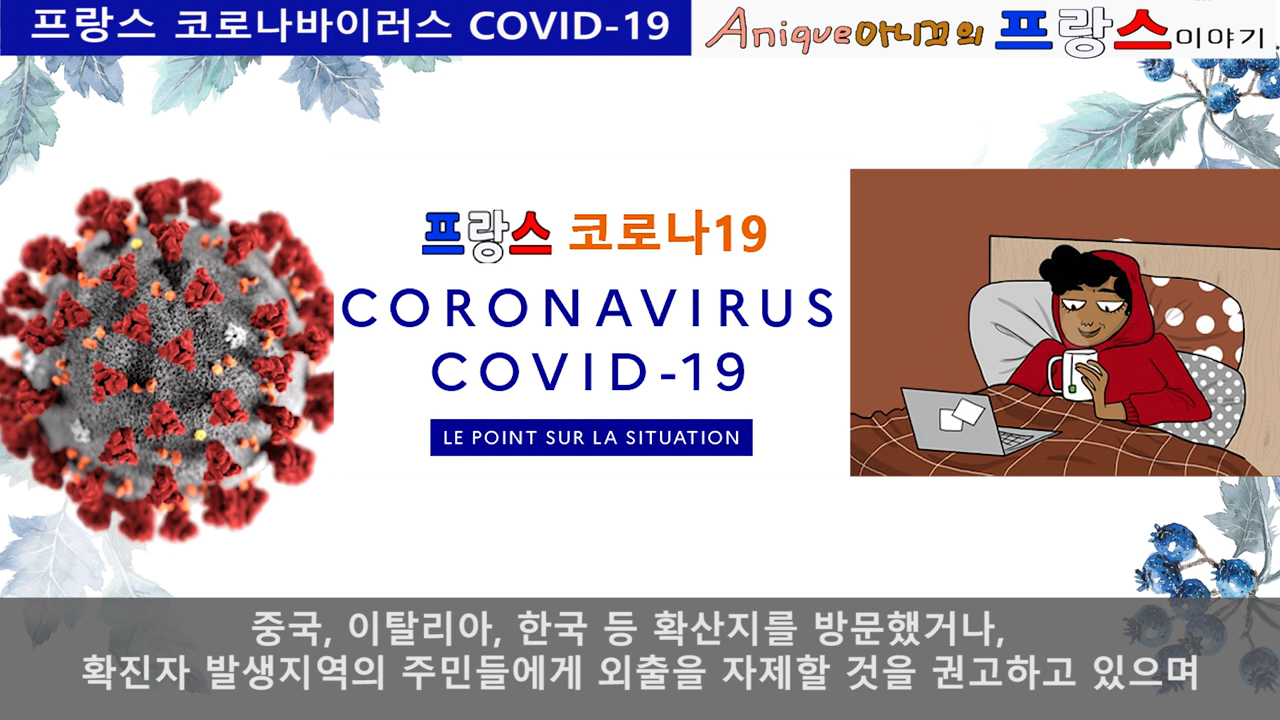 프랑스 코로나바이러스 COVID-19
Anique아니끄의 프랑스이야기.
프랑스 코로나19
CORONAVIRUS
COVID-19
LE POINT SUR LA SITUATION
중국, 이탈리아, 한국 등 확산지를 방문했거나,
확진자 발생지역의 주민들에게 외출을 자제할 것을 권고하고 있으며